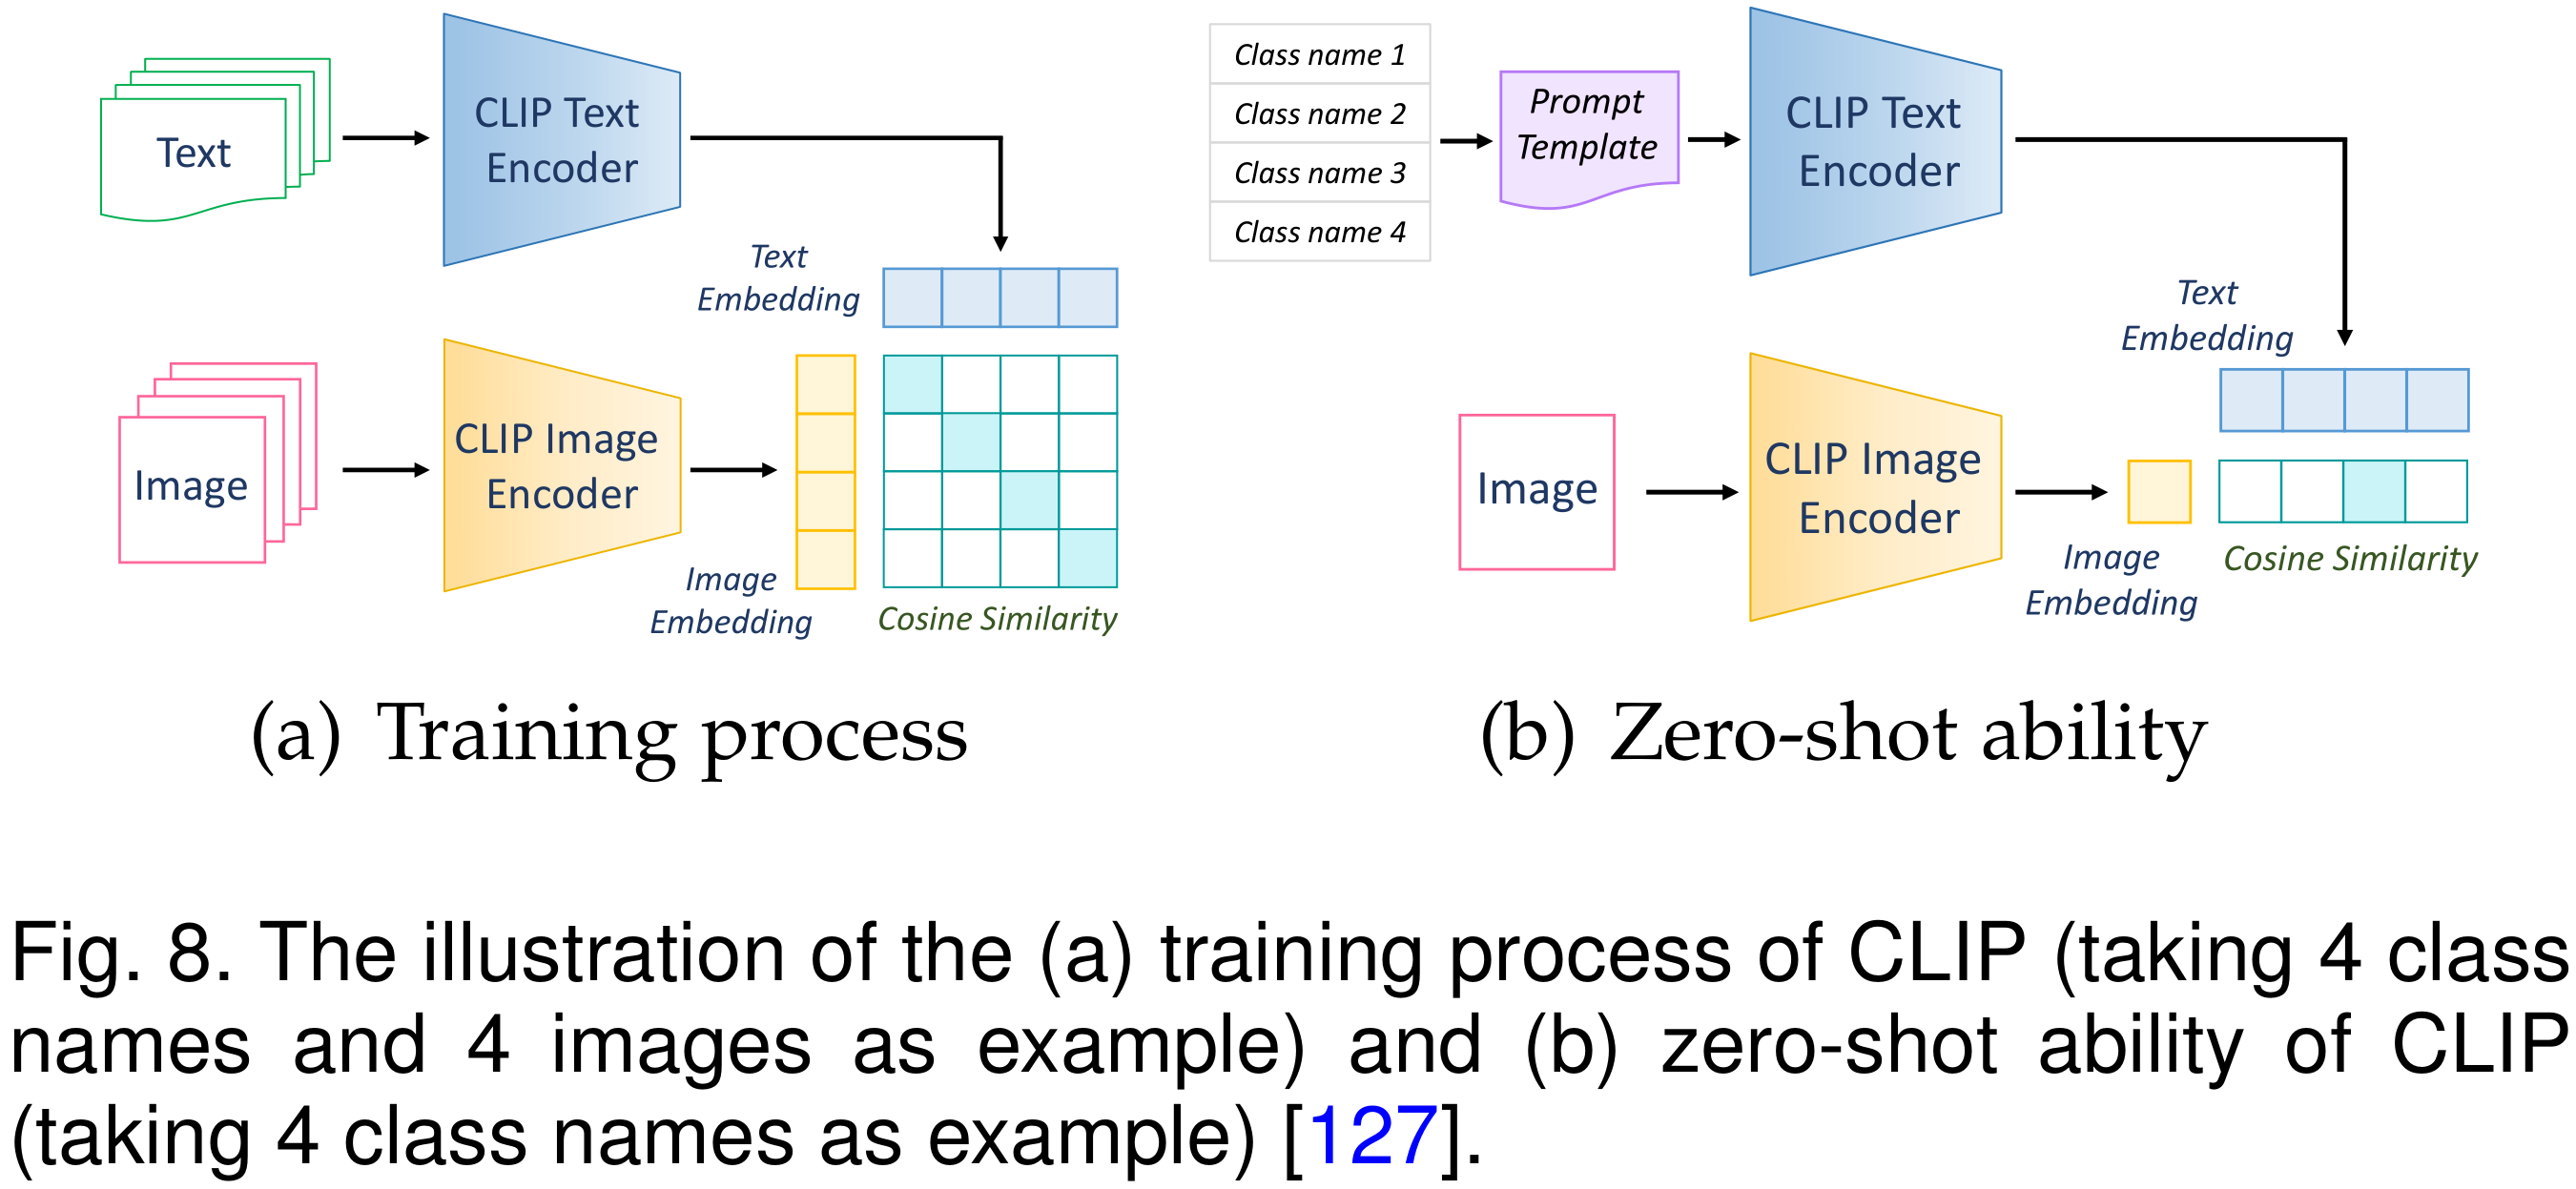 Text
CLIP Text
Encoder
Text
Embedding
Image
CLIP Image
Encoder
Image
Embedding
Cosine Similarity
(a) Training process
Class name 1
Class name 2
Class name 3
Class name 4
Prompt
Template
CLIP Text
Encoder
Text
Embedding
Image
CLIP Image
Encoder
Image
Embedding
Cosine Similarity
(b) Zero-shot ability
Fig. 8. The illustration of the (a) training process of CLIP (taking 4 class
names and 4 images as example) and (b) zero-shot ability of CLIP
(taking 4 class names as example) [127].